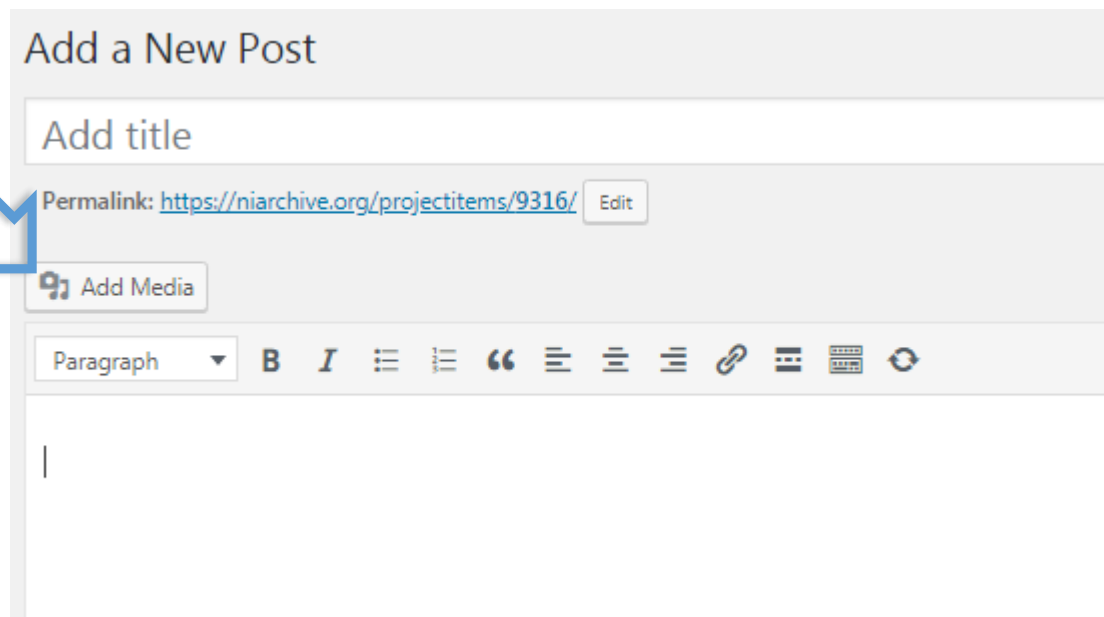 Add a New Post
Add title
Permalink: https://niarchive.org/projectitems/9316/ Edit
Add Media
Paragraph B I